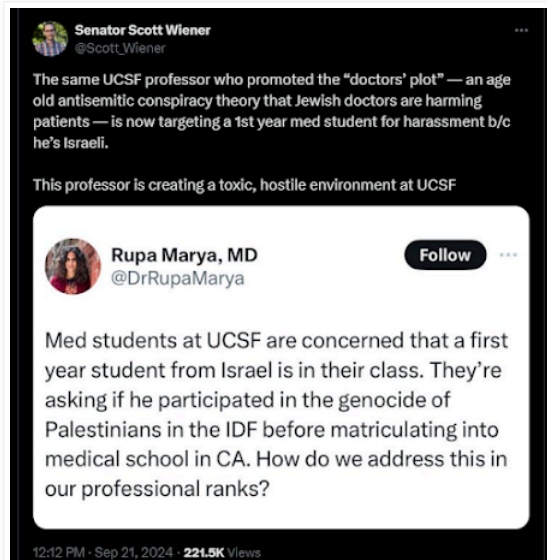 Senator Scott Wiener
@Scott_Wiener
The same UCSF professor who promoted the “doctors’ plot” — an age
old antisemitic conspiracy theory that Jewish doctors are harming
patients — is now targeting a 1st year med student for harassment b/c
he’s Israeli.
This professor is creating a toxic, hostile environment at UCSF
Rupa Marya, MD
@DrRupaMarya
Follow
Med students at UCSF are concerned that a first
year student from Israel is in their class. They’re
asking if he participated in the genocide of
Palestinians in the IDF before matriculating into
medical school in CA. How do we address this in
our professional ranks?
12:12 PM · Sep 21, 2024 · 221.5K Views